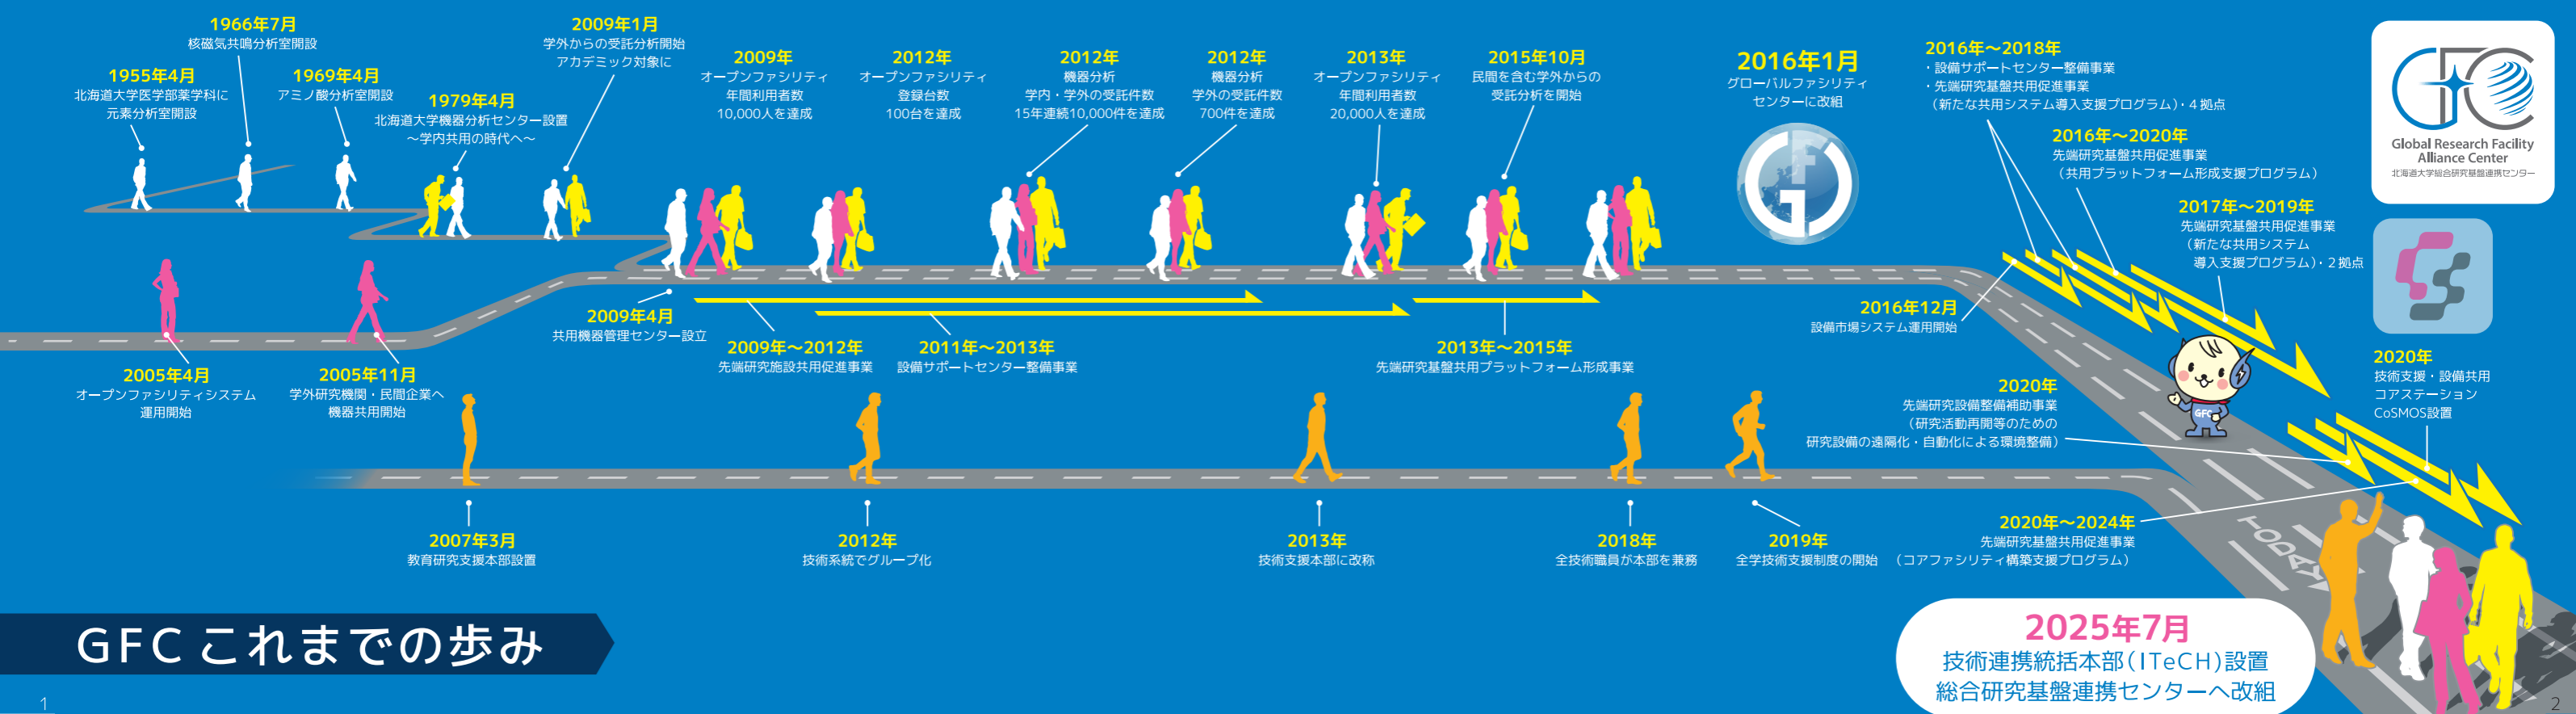 1966年7月
核磁気共鳴分析室開設
1955年4月
北海道大学医学部薬学科に
元素分析室開設
1969年4月
アミノ酸分析室開設
1979年4月
北海道大学機器分析センター設置
～学内共用の時代へ～
2009年1月
学外からの受託分析開始
アカデミック対象に
2009年
オープンファシリティ
年間利用者数
10,000人を達成
2012年
オープンファシリティ
登録台数
100台を達成
2012年
機器分析
学内・学外の受託件数
15年連続10,000件を達成
2012年
機器分析
学外の受託件数
700件を達成
2013年
オープンファシリティ
年間利用者数
20,000人を達成
2015年10月
民間を含む学外からの
受託分析を開始
2016年1月
グローバルファシリティ
センターに改組
GFC
2016年～2018年
・設備サポートセンター整備事業
・先端研究基盤共用促進事業
（新たな共用システム導入支援プログラム）・４拠点
2016年～2020年
先端研究基盤共用促進事業
（共用プラットフォーム形成支援プログラム）
2017年～2019年
先端研究基盤共用促進事業
（新たな共用システム
導入支援プログラム）・２拠点
GFC
Global Research Facility
Alliance Center
北海道大学総合研究基盤連携センター
2005年4月
オープンファシリティシステム
運用開始
2005年11月
学外研究機関・民間企業へ
機器共用開始
2009年4月
共用機器管理センター設立
2009年～2012年
先端研究施設共用促進事業
2011年～2013年
設備サポートセンター整備事業
2013年～2015年
先端研究基盤共用プラットフォーム形成事業
2016年12月
設備市場システム運用開始
GFC
2020年
先端研究設備整備補助事業
（研究活動再開等のための
研究設備の遠隔化・自動化による環境整備）
2020年
技術支援・設備共用
コアステーション
CoSMOS設置
2007年3月
教育研究支援本部設置
2012年
技術系統でグループ化
2013年
技術支援本部に改称
2018年
全技術職員が本部を兼務
2019年
全学技術支援制度の開始
2020年～2024年
先端研究基盤共用促進事業
（コアファシリティ構築支援プログラム）
TODAY
GFC これまでの歩み
2025年7月
技術連携統括本部（ITeCH）設置
総合研究基盤連携センターへ改組
1
2